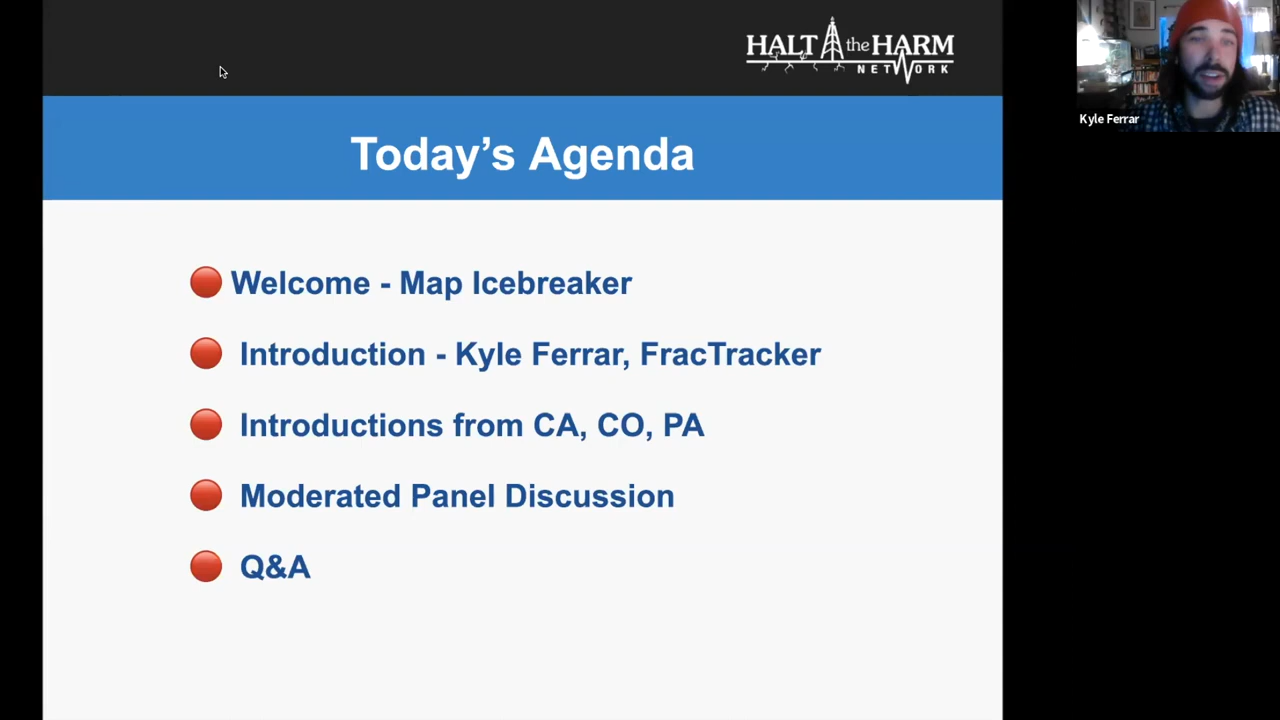 HALT the HARM
NETWORK
Kyle Ferrar
Today’s Agenda
Welcome - Map Icebreaker
Introduction - Kyle Ferrar, FracTracker
Introductions from CA, CO, PA
Moderated Panel Discussion
Q&A